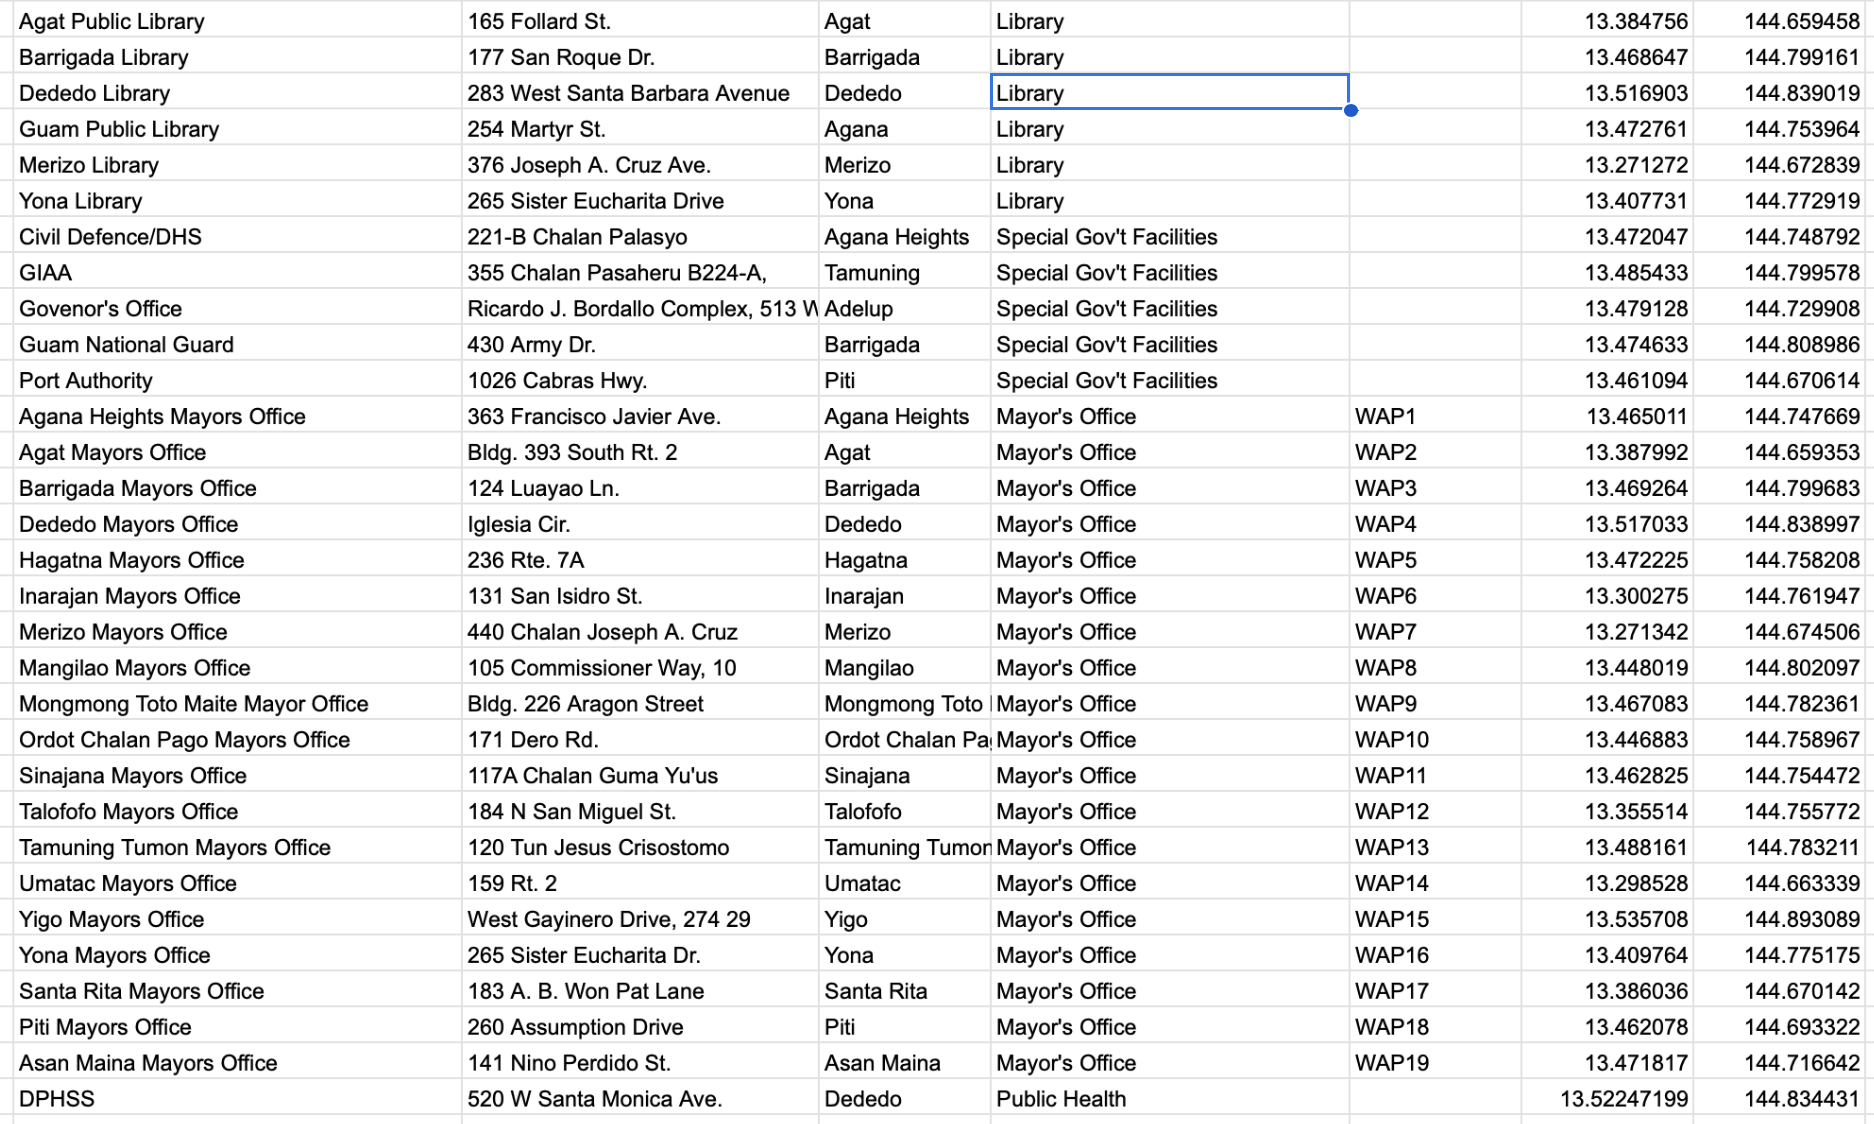 Agat Public Library 165 Follard St. Agat Library 13.384756 144.659458
Barrigada Library 177 San Roque Dr. Barrigada Library 13.468647 144.799161
Dededo Library 283 West Santa Barbara Avenue Dededo Library 13.516903 144.839019
Guam Public Library 254 Martyr St. Agana Library 13.472761 144.753964
Merizo Library 376 Joseph A. Cruz Ave. Merizo Library 13.271272 144.672839
Yona Library 265 Sister Eucharita Drive Yona Library 13.407731 144.772919
Civil Defence/DHS 221-B Chalan Palasyo Agana Heights Special Gov't Facilities 13.472047 144.748792
GIAA 355 Chalan Pasaheru B224-A, Tamuning Special Gov't Facilities 13.485433 144.799578
Govenor's Office Ricardo J. Bordallo Complex, 513 W Adelup Special Gov't Facilities 13.479128 144.729908
Guam National Guard 430 Army Dr. Barrigada Special Gov't Facilities 13.474633 144.808986
Port Authority 1026 Cabras Hwy. Piti Special Gov't Facilities 13.461094 144.670614
Agana Heights Mayors Office 363 Francisco Javier Ave. Agana Heights Mayor's Office WAP1 13.465011 144.747669
Agat Mayors Office Bldg. 393 South Rt. 2 Agat Mayor's Office WAP2 13.387992 144.659353
Barrigada Mayors Office 124 Luayao Ln. Barrigada Mayor's Office WAP3 13.469264 144.799683
Dededo Mayors Office Iglesia Cir. Dededo Mayor's Office WAP4 13.517033 144.838997
Hagatna Mayors Office 236 Rte. 7A Hagatna Mayor's Office WAP5 13.472225 144.758208
Inarajan Mayors Office 131 San Isidro St. Inarajan Mayor's Office WAP6 13.300275 144.761947
Merizo Mayors Office 440 Chalan Joseph A. Cruz Merizo Mayor's Office WAP7 13.271342 144.674506
Mangilao Mayors Office 105 Commissioner Way, 10 Mangilao Mayor's Office WAP8 13.448019 144.802097
Mongmong Toto Maite Mayor Office Bldg. 226 Aragon Street Mongmong Toto Mayor's Office WAP9 13.467083 144.782361
Ordot Chalan Pago Mayors Office 171 Dero Rd. Ordot Chalan Pa Mayor's Office WAP10 13.446883 144.758967
Sinajana Mayors Office 117A Chalan Guma Yu'us Sinajana Mayor's Office WAP11 13.462825 144.754472
Talofofo Mayors Office 184 N San Miguel St. Talofofo Mayor's Office WAP12 13.355514 144.755772
Tamuning Tumon Mayors Office 120 Tun Jesus Crisostomo Tamuning Tumon Mayor's Office WAP13 13.488161 144.783211
Umatac Mayors Office 159 Rt. 2 Umatac Mayor's Office WAP14 13.298528 144.663339
Yigo Mayors Office West Gayinero Drive, 274 29 Yigo Mayor's Office WAP15 13.535708 144.893089
Yona Mayors Office 265 Sister Eucharita Dr. Yona Mayor's Office WAP16 13.409764 144.775175
Santa Rita Mayors Office 183 A. B. Won Pat Lane Santa Rita Mayor's Office WAP17 13.386036 144.670142
Piti Mayors Office 260 Assumption Drive Piti Mayor's Office WAP18 13.462078 144.693322
Asan Maina Mayors Office 141 Nino Perdido St. Asan Maina Mayor's Office WAP19 13.471817 144.716642
DPHSS 520 W Santa Monica Ave. Dededo Public Health 13.52247199 144.834431